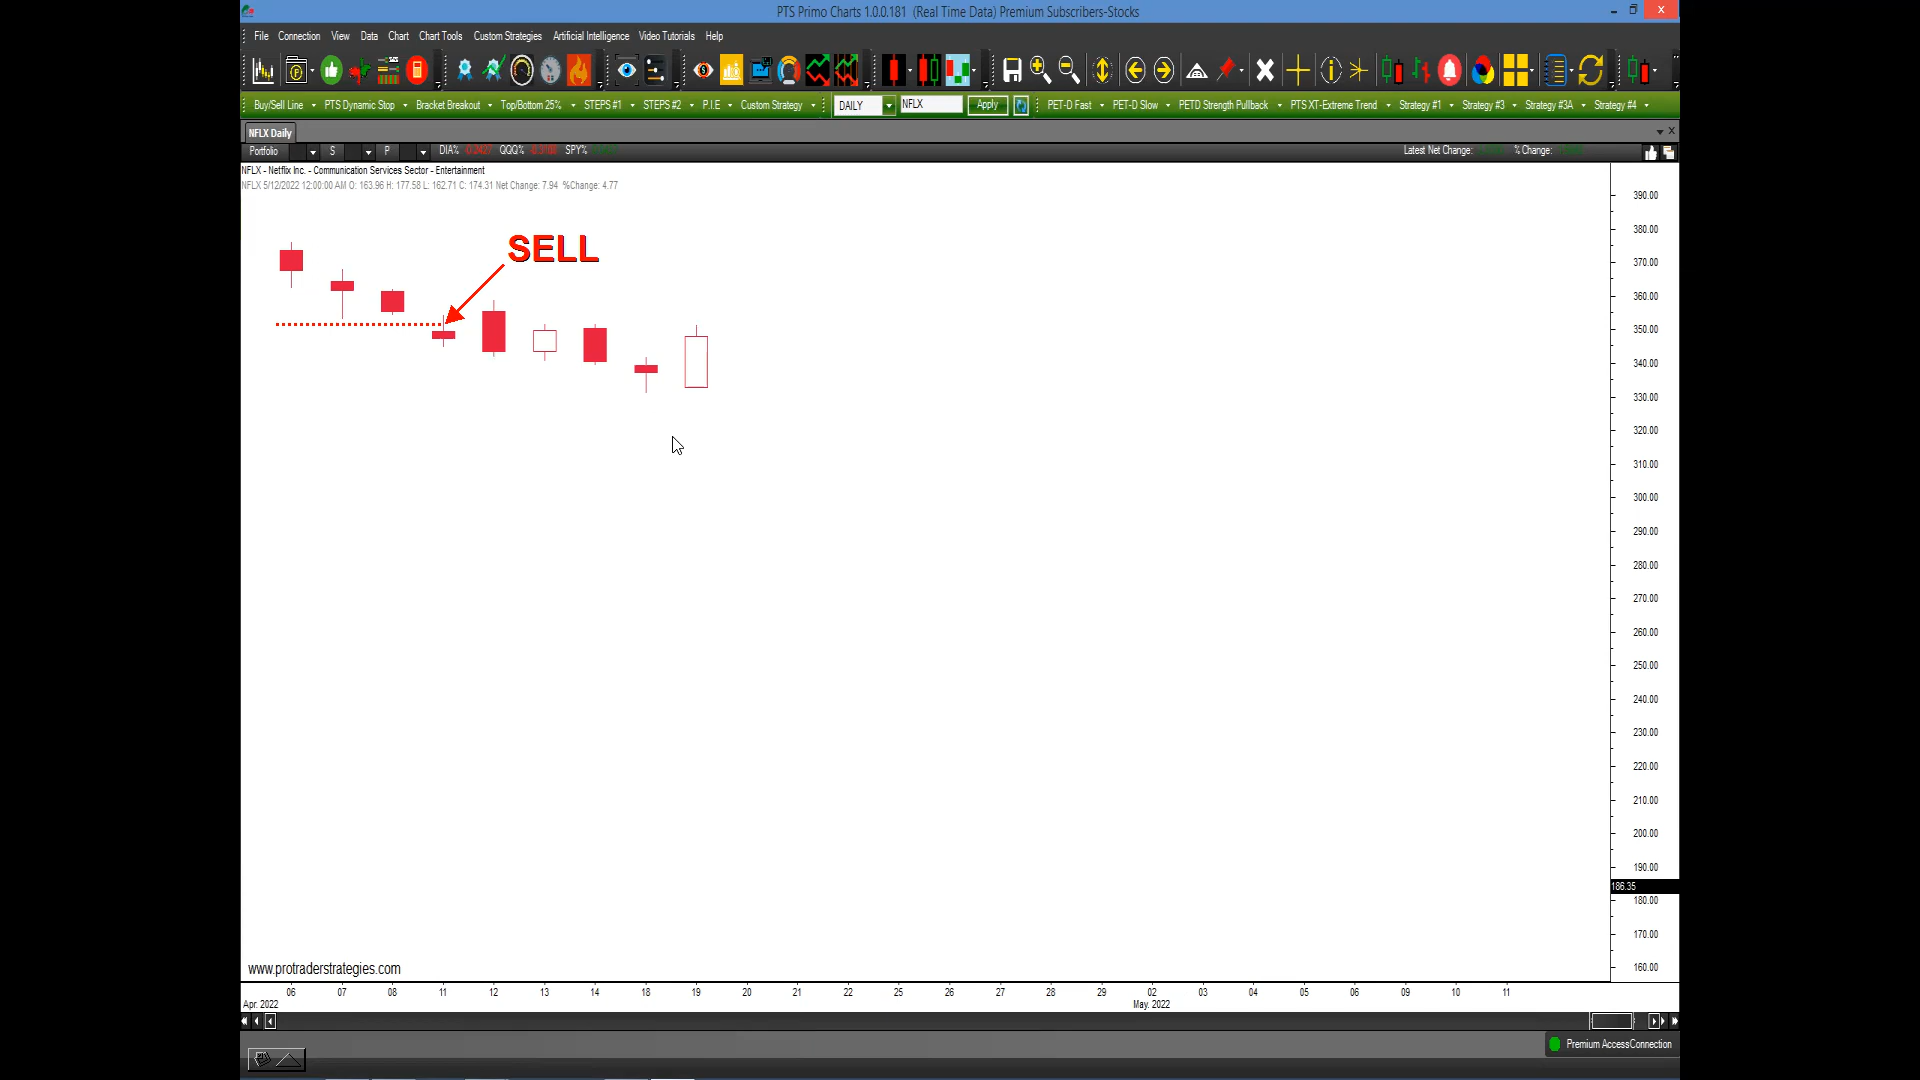 PTS Primo Charts 1.0.0.181 (Real Time Data) Premium Subscribers-Stocks
File Connection View Data Chart Chart Tools Custom Strategies Artificial Intelligence Video Tutorials Help
Buy/Sell Line PTS Dynamic Stop Bracket Breakout Top/Bottom 25% STEPS #1 STEPS #2 P.I.E Custom Strategy DAILY NFLX Apply PET-D Fast PET-D Slow PETD Strength Pullback PTS XT-Extreme Trend Strategy #1 Strategy #3 Strategy #3A Strategy #4
NFLX Daily
Portfolio S P DIA% QQQ% SPY% Latest Net Change: % Change:
NFLX - Netflix Inc. - Communication Services Sector - Entertainment
NFLX 5/12/2022 12:00:00 AM O: 163.96 H: 177.58 L: 162.71 C: 174.31 Net Change: 7.94 %Change: 4.77
SELL
390.00
380.00
370.00
360.00
350.00
340.00
330.00
320.00
310.00
300.00
290.00
280.00
270.00
260.00
250.00
240.00
230.00
220.00
210.00
200.00
190.00
186.35
180.00
170.00
160.00
www.protraderstrategies.com
06 07 08 11 12 13 14 18 19 20 21 22 25 26 27 28 29 02 03 04 05 06 09 10 11
Apr. 2022 May. 2022
Premium AccessConnection